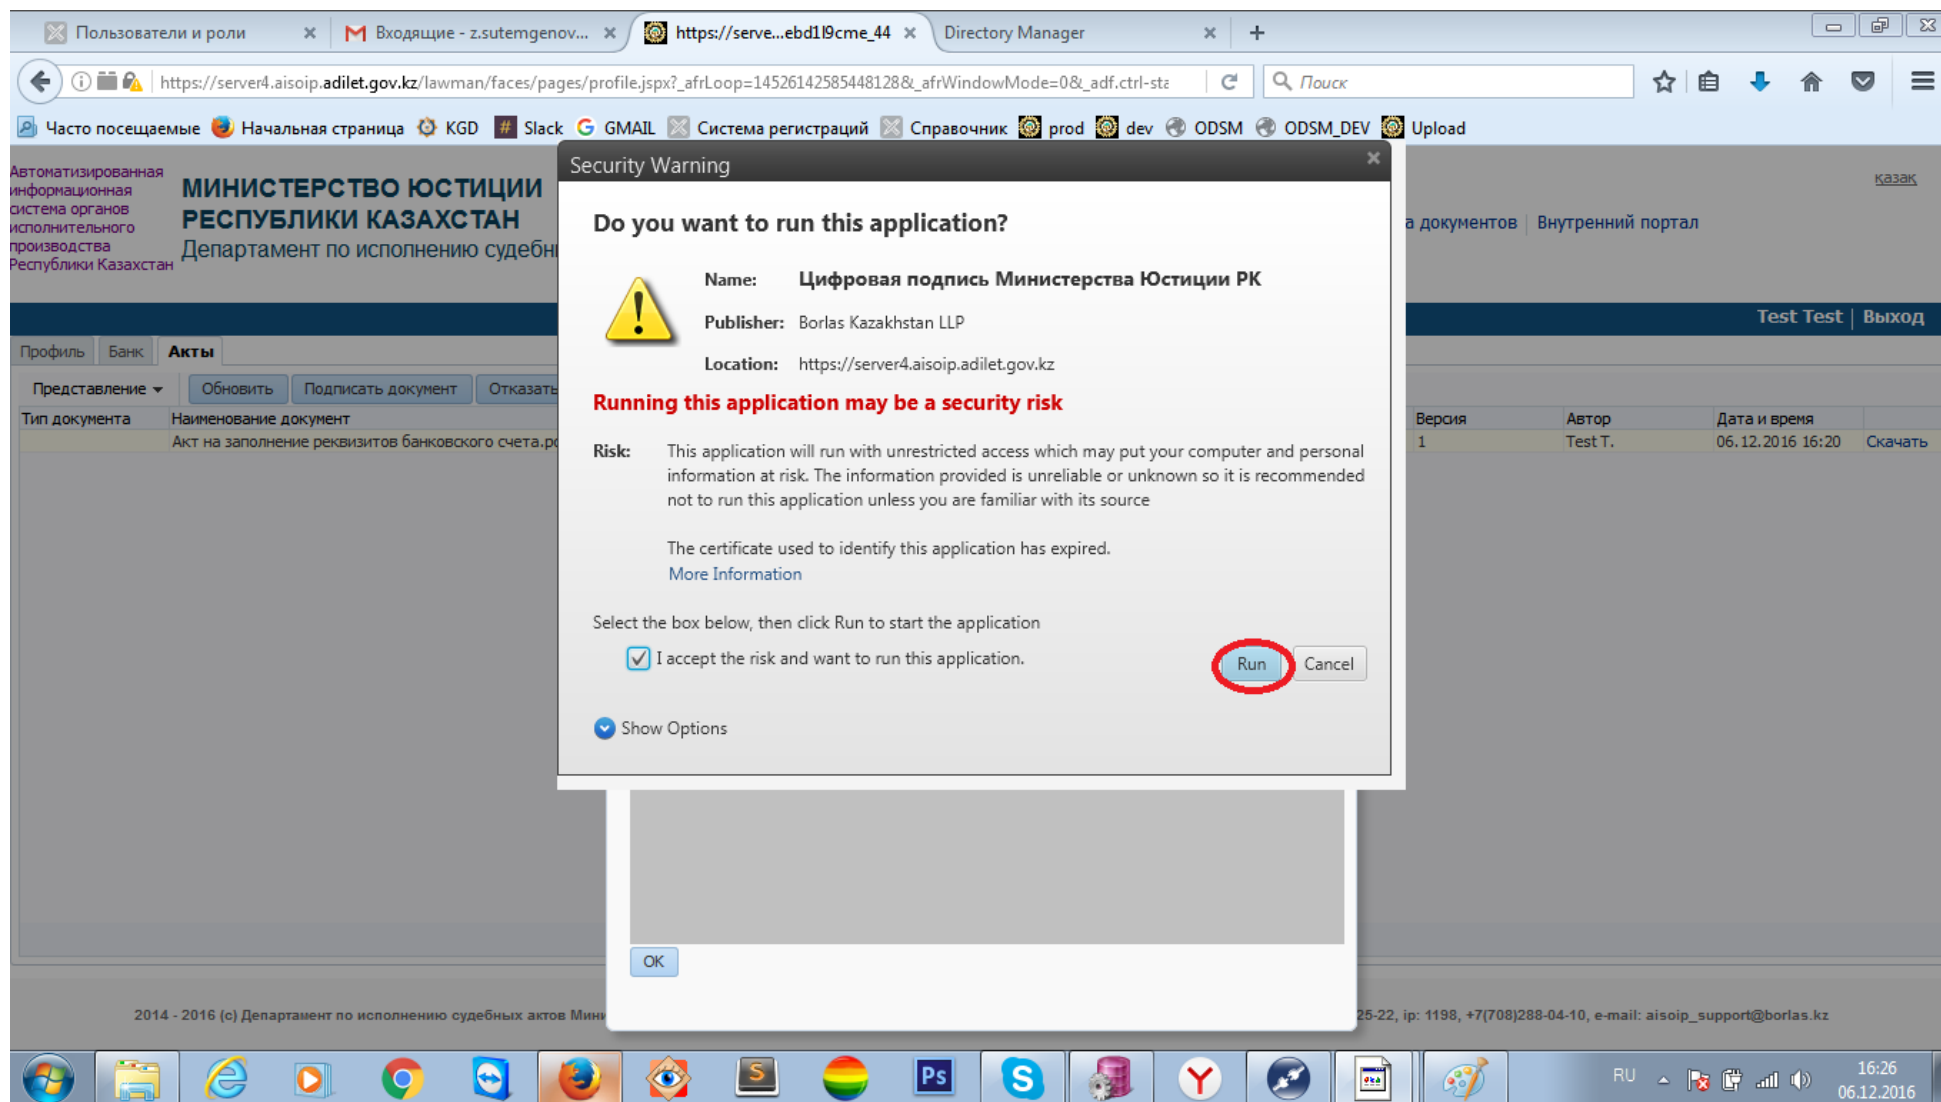 Пользователи и роли
Входящие - z.sutemgenov...
https://serve...ebd1l9cme_44
Directory Manager
https://server4.aisoip.adilet.gov.kz/lawman/faces/pages/profile.jspx?_afrLoop=14526142585448128&_afrWindowMode=0&_adf.ctrl-sta
Поиск
Часто посещаемые
Начальная страница
KGD
Slack
GMAIL
Система регистраций
Справочник
prod
dev
ODSM
ODSM_DEV
Upload
Автоматизированная
информационная
система органов
исполнительного
производства
Республики Казахстан
МИНИСТЕРСТВО ЮСТИЦИИ
РЕСПУБЛИКИ КАЗАХСТАН
Департамент по исполнению судебн
қазақ
а документов | Внутренний портал
Test Test | Выход
Профиль
Банк
Акты
Представление
Обновить
Подписать документ
Отказать
Тип документа
Наименование документ
Версия
Автор
Дата и время
Акт на заполнение реквизитов банковского счета.pd
1
Test T.
06.12.2016 16:20
Скачать
Security Warning
Do you want to run this application?
Name: Цифровая подпись Министерства Юстиции РК
Publisher: Borlas Kazakhstan LLP
Location: https://server4.aisoip.adilet.gov.kz
Running this application may be a security risk
Risk: This application will run with unrestricted access which may put your computer and personal
information at risk. The information provided is unreliable or unknown so it is recommended
not to run this application unless you are familiar with its source
The certificate used to identify this application has expired.
More Information
Select the box below, then click Run to start the application
I accept the risk and want to run this application.
Run
Cancel
Show Options
OK
2014 - 2016 (c) Департамент по исполнению судебных актов Мини
25-22, ip: 1198, +7(708)288-04-10, e-mail: aisoip_support@borlas.kz
Ps
RU
16:26
06.12.2016